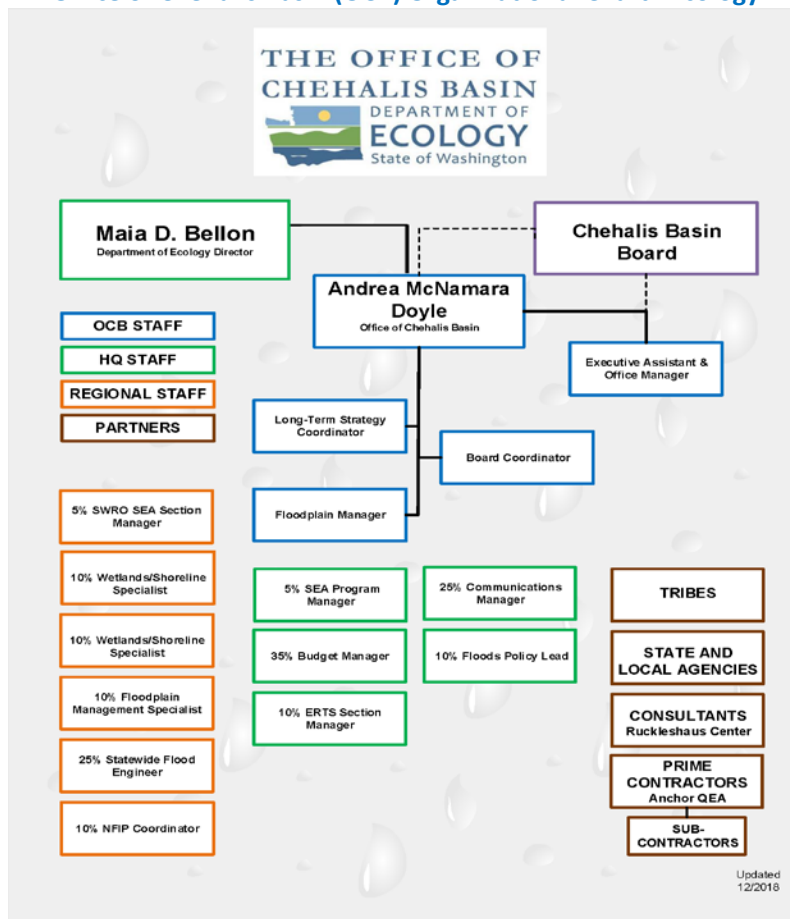 THE OFFICE OF
CHEHALIS BASIN
DEPARTMENT OF
ECOLOGY
State of Washington
Maia D. Bellon
Department of Ecology Director
Chehalis Basin
Board
Andrea McNamara
Doyle
Office of Chehalis Basin
OCB STAFF
HQ STAFF
REGIONAL STAFF
PARTNERS
Executive Assistant &
Office Manager
Long-Term Strategy
Coordinator
Board Coordinator
Floodplain Manager
5% SWRO SEA Section
Manager
10% Wetlands/Shoreline
Specialist
10% Wetlands/Shoreline
Specialist
10% Floodplain
Management Specialist
25% Statewide Flood
Engineer
10% NFIP Coordinator
5% SEA Program
Manager
35% Budget Manager
10% ERTS Section
Manager
25% Communications
Manager
10% Floods Policy Lead
TRIBES
STATE AND
LOCAL AGENCIES
CONSULTANTS
Ruckleshaus Center
PRIME
CONTRACTORS
Anchor QEA
SUB-
CONTRACTORS
Updated
12/2018